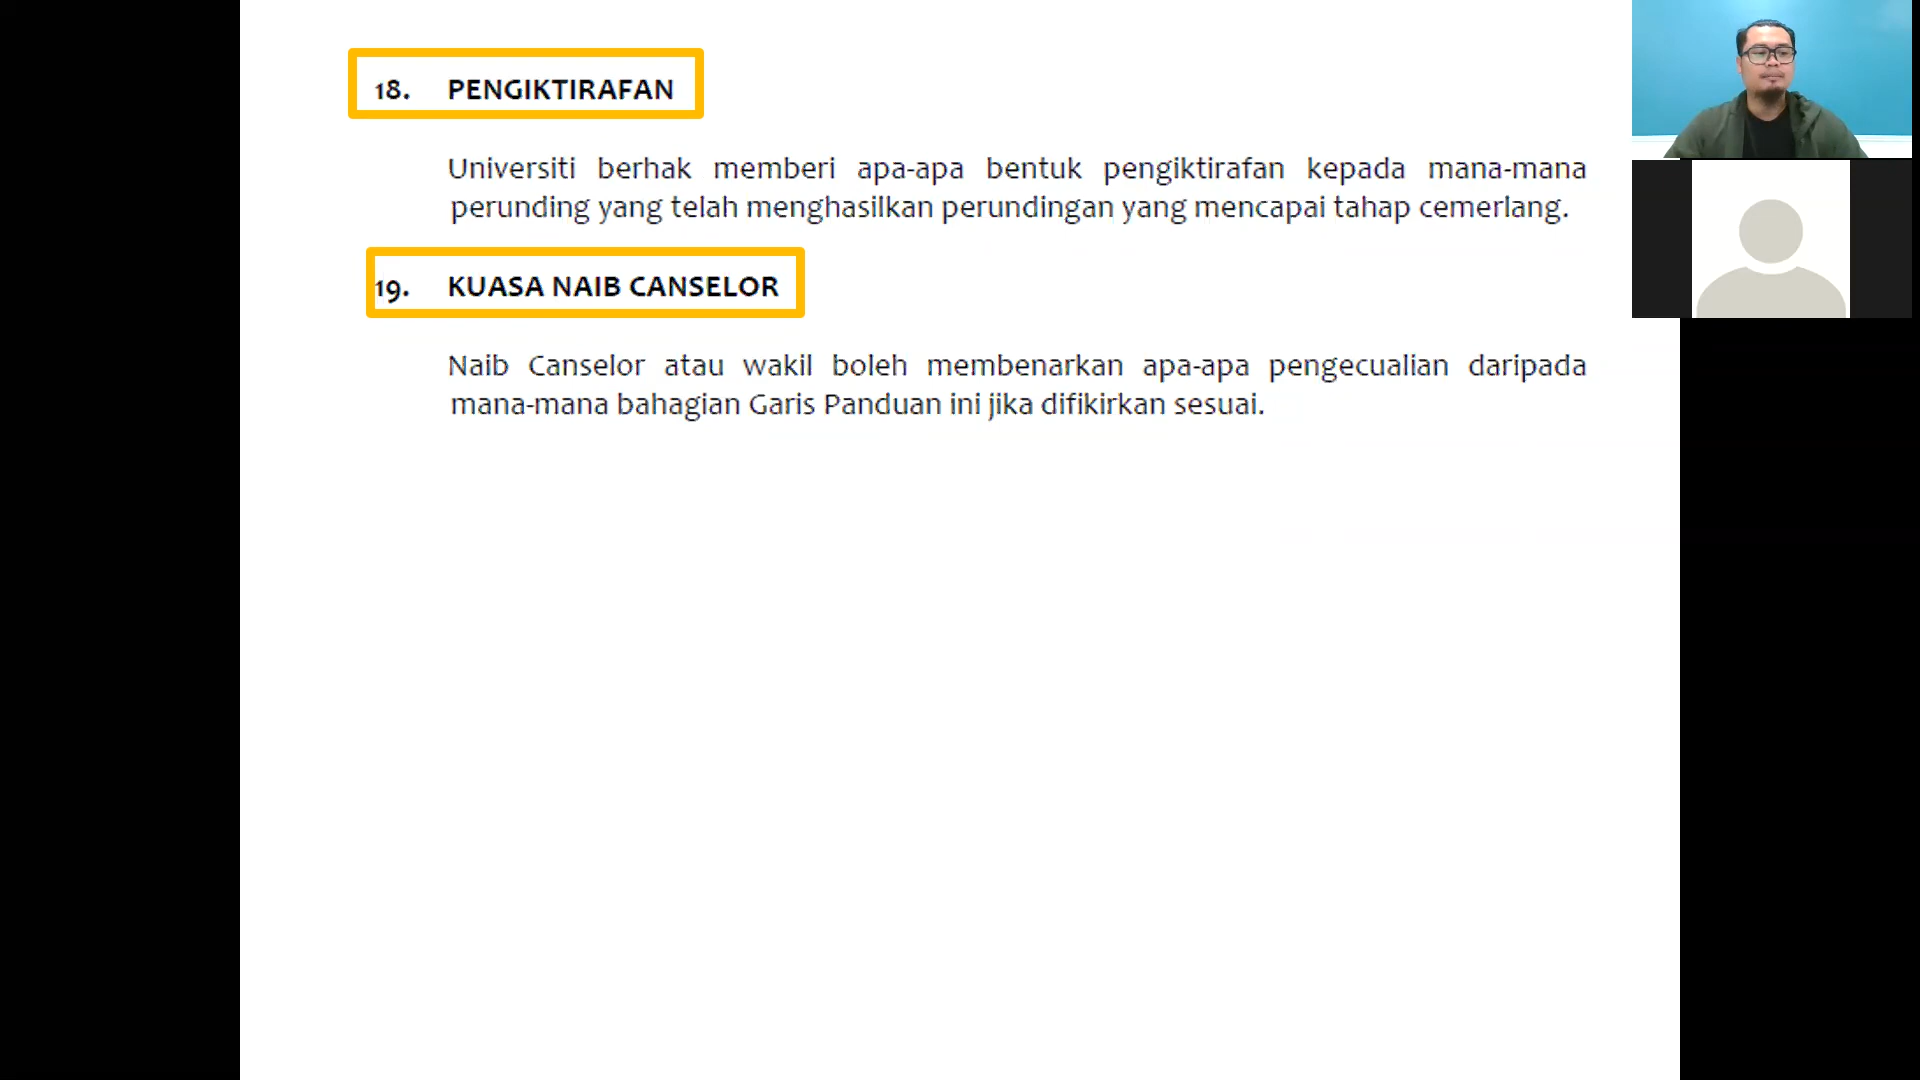 18. PENGIKTIRAFAN
Universiti berhak memberi apa-apa bentuk pengiktirafan kepada mana-mana
perunding yang telah menghasilkan perundingan yang mencapai tahap cemerlang.
19. KUASA NAIB CANSELOR
Naib Canselor atau wakil boleh membenarkan apa-apa pengecualian daripada
mana-mana bahagian Garis Panduan ini jika difikirkan sesuai.